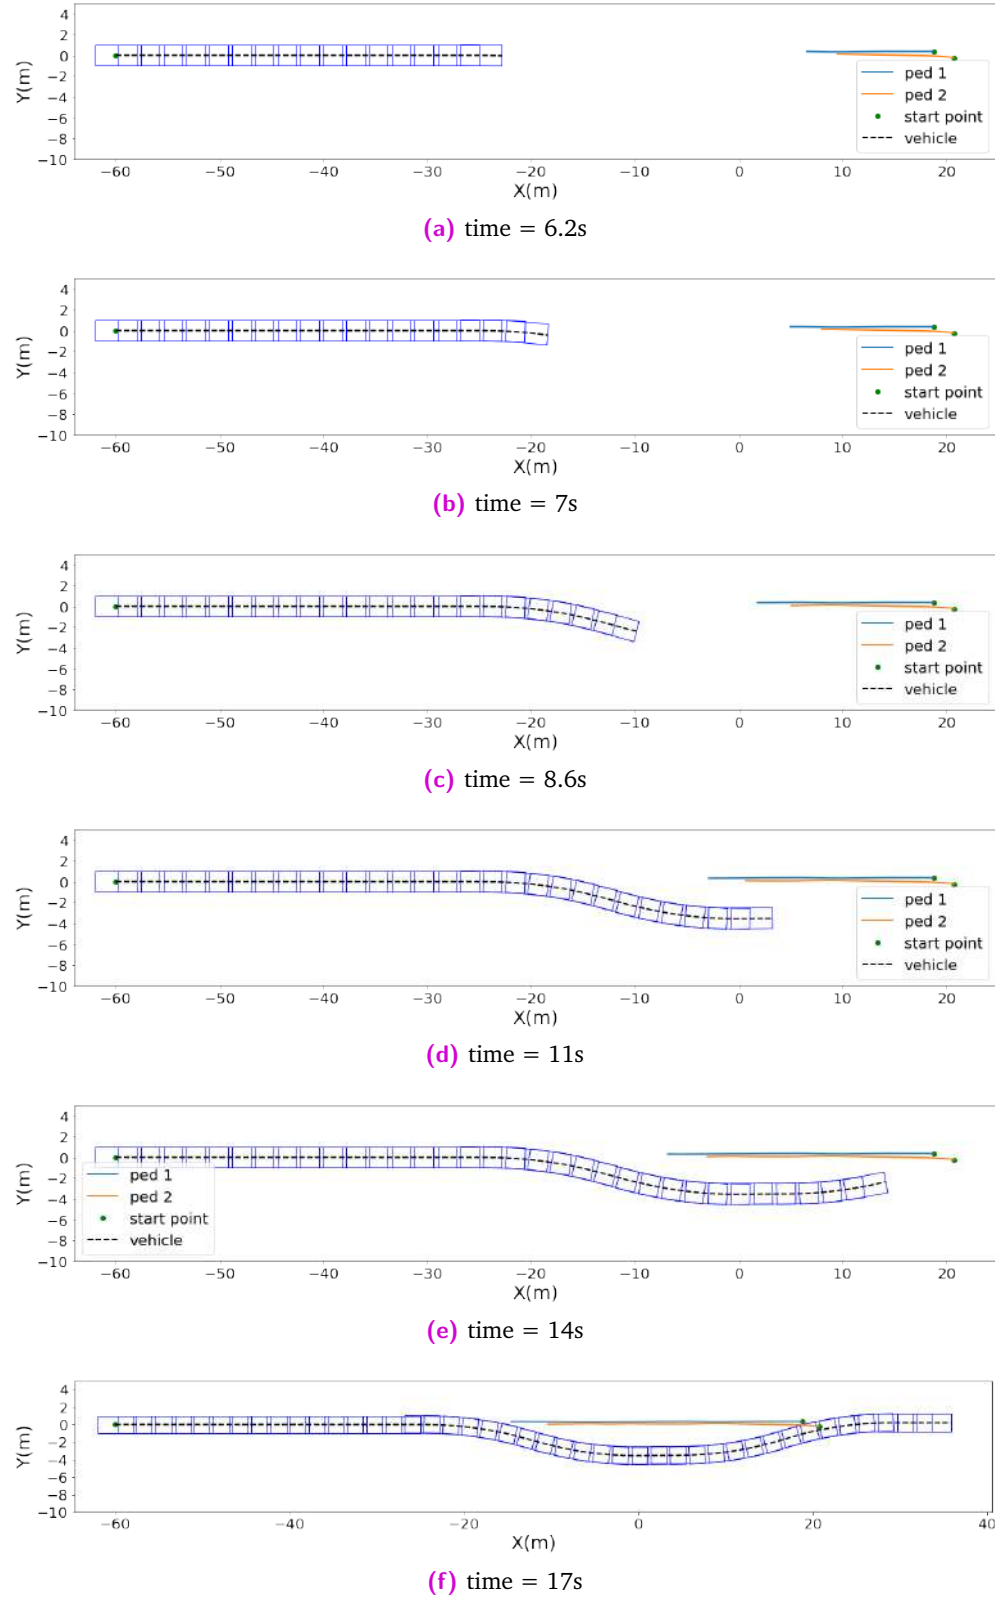 4
2
0
−2
−4
−6
−8
−10
Y(m)
ped 1
ped 2
start point
vehicle
−60 −50 −40 −30 −20 −10 0 10 20
X(m)
(a) time = 6.2s
4
2
0
−2
−4
−6
−8
−10
Y(m)
ped 1
ped 2
start point
vehicle
−60 −50 −40 −30 −20 −10 0 10 20
X(m)
(b) time = 7s
4
2
0
−2
−4
−6
−8
−10
Y(m)
ped 1
ped 2
start point
vehicle
−60 −50 −40 −30 −20 −10 0 10 20
X(m)
(c) time = 8.6s
4
2
0
−2
−4
−6
−8
−10
Y(m)
ped 1
ped 2
start point
vehicle
−60 −50 −40 −30 −20 −10 0 10 20
X(m)
(d) time = 11s
4
2
0
−2
−4
−6
−8
−10
Y(m)
ped 1
ped 2
start point
vehicle
−60 −50 −40 −30 −20 −10 0 10 20
X(m)
(e) time = 14s
4
2
0
−2
−4
−6
−8
−10
Y(m)
−60 −40 −20 0 20 40
X(m)
(f) time = 17s